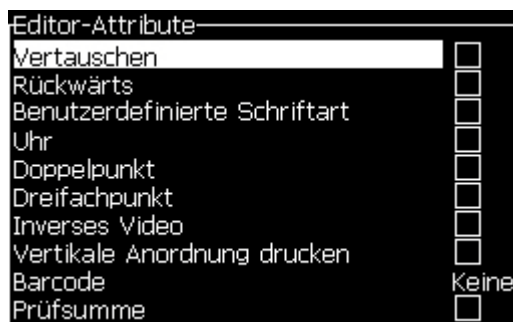 Editor-Attribute
Vertauschen
Rückwärts
Benutzerdefinierte Schriftart
Uhr
Doppelpunkt
Dreifachpunkt
Inverses Video
Vertikale Anordnung drucken
Barcode Keine
Prüfsumme